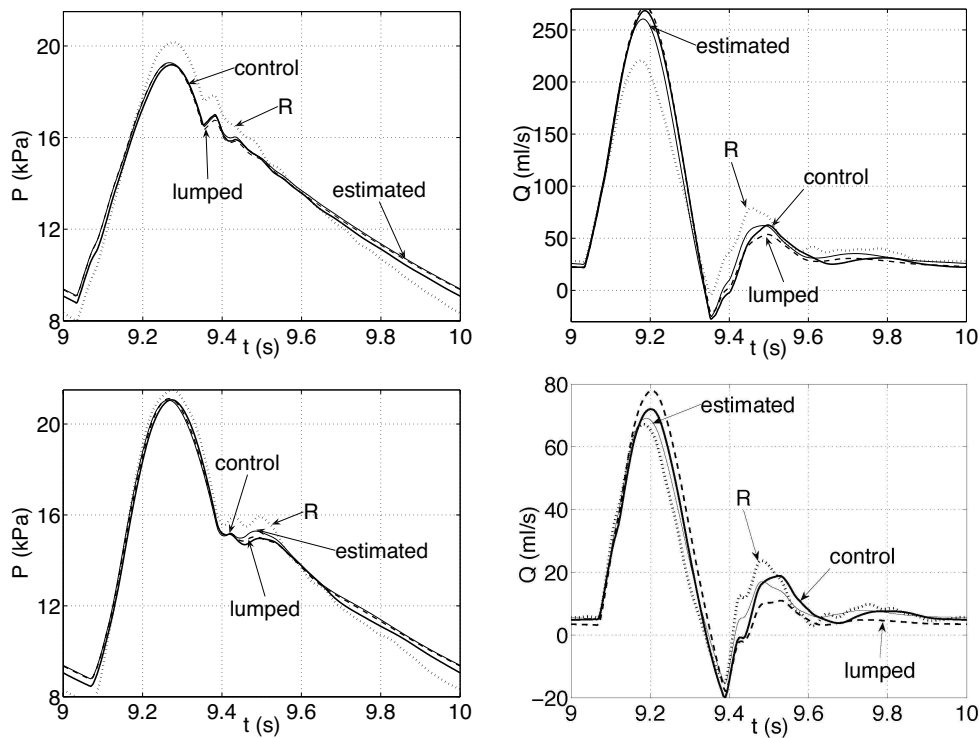 20
16
12
8
P (kPa)
control
R
lumped
estimated
9 9.2 9.4 9.6 9.8 10
t (s)
250
200
150
100
50
0
Q (ml/s)
estimated
R
control
lumped
9 9.2 9.4 9.6 9.8 10
t (s)
20
16
12
8
P (kPa)
control
R
estimated
lumped
9 9.2 9.4 9.6 9.8 10
t (s)
80
60
40
20
0
−20
Q (ml/s)
estimated
R
control
lumped
9 9.2 9.4 9.6 9.8 10
t (s)